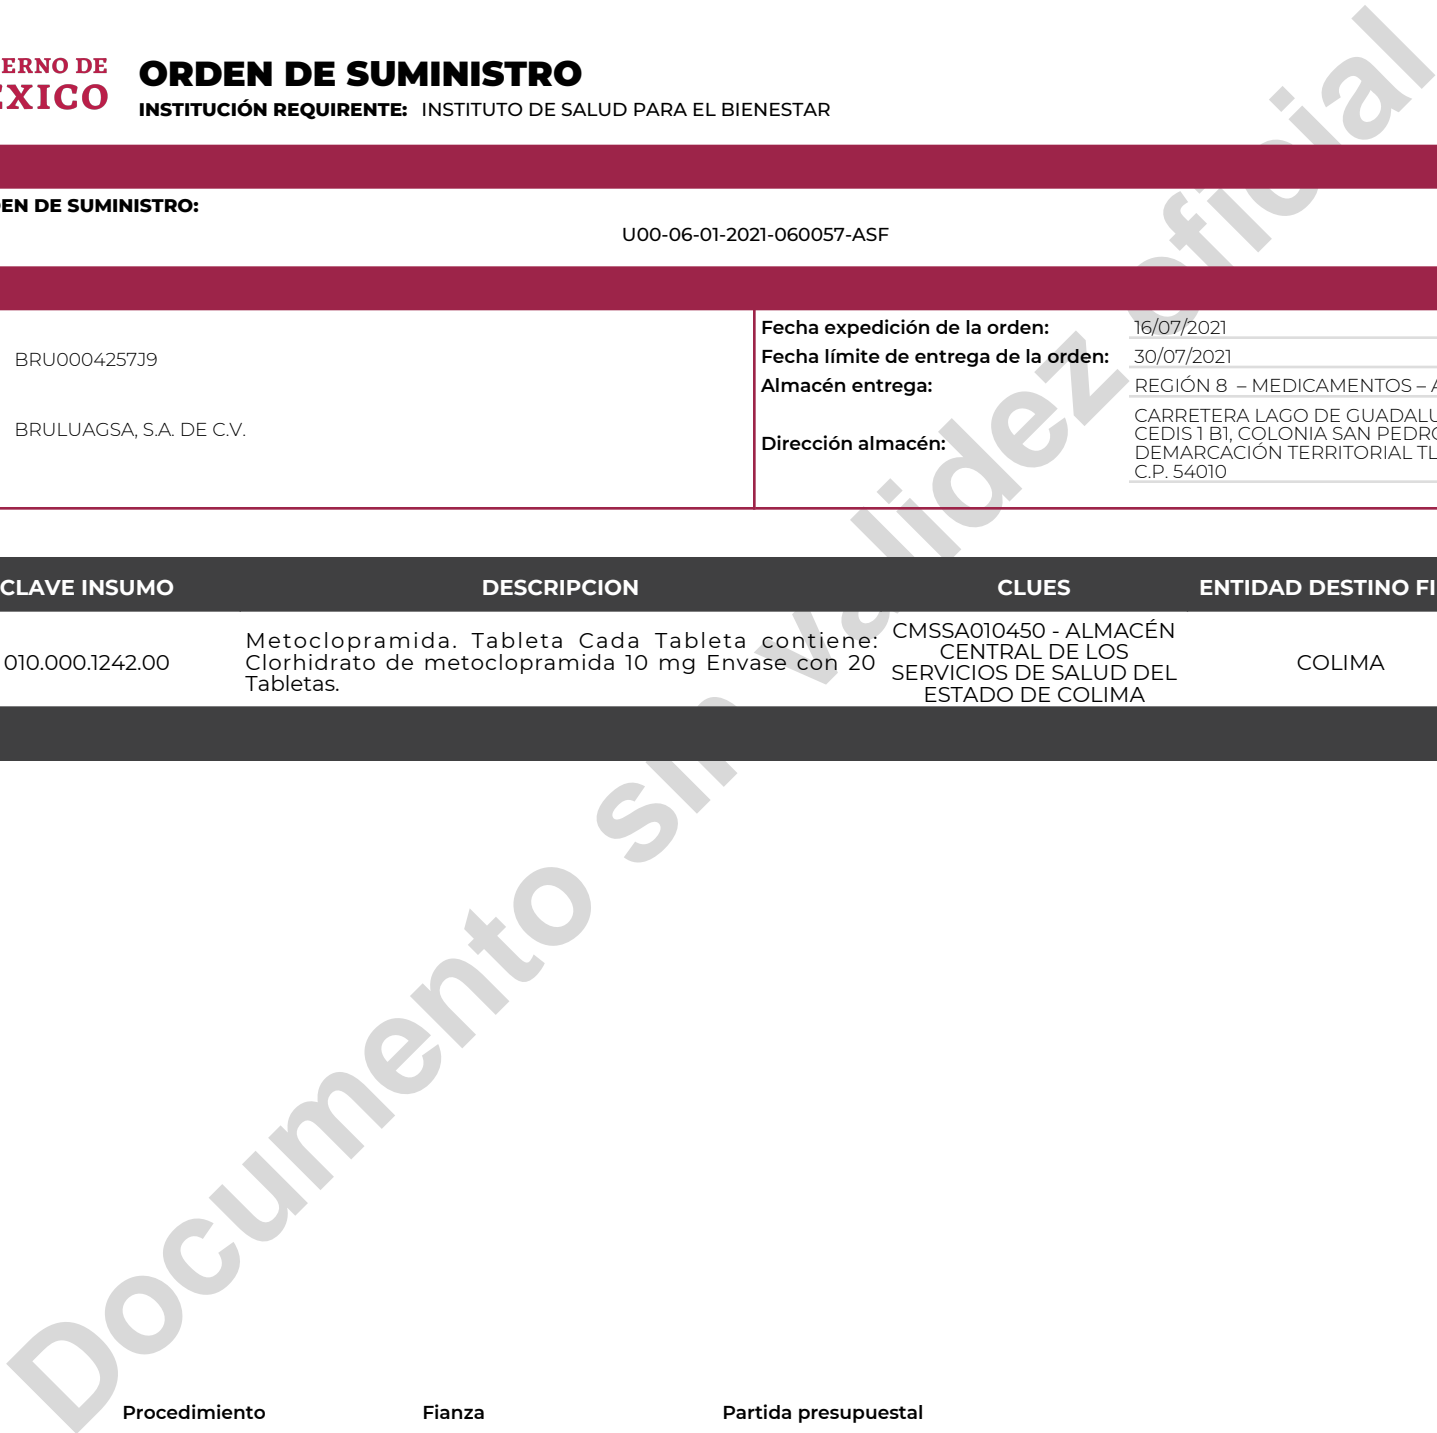 ERNO DE
EXICO
ORDEN DE SUMINISTRO
INSTITUCIÓN REQUIRENTE: INSTITUTO DE SALUD PARA EL BIENESTAR
EN DE SUMINISTRO:
U00-06-01-2021-060057-ASF
BRU0004257J9
BRULUAGSA, S.A. DE C.V.
Fecha expedición de la orden: 16/07/2021
Fecha límite de entrega de la orden: 30/07/2021
Almacén entrega: REGIÓN 8 – MEDICAMENTOS – A
Dirección almacén:
CARRETERA LAGO DE GUADALU
CEDIS 1 B1, COLONIA SAN PEDRO
DEMARCACIÓN TERRITORIAL TL
C.P. 54010
CLAVE INSUMO DESCRIPCION CLUES ENTIDAD DESTINO FI
010.000.1242.00
Metoclopramida. Tableta Cada Tableta contiene:
Clorhidrato de metoclopramida 10 mg Envase con 20
Tabletas.
CMSSA010450 - ALMACÉN
CENTRAL DE LOS
SERVICIOS DE SALUD DEL
ESTADO DE COLIMA
COLIMA
Documento sin validez oficial
Procedimiento Fianza Partida presupuestal